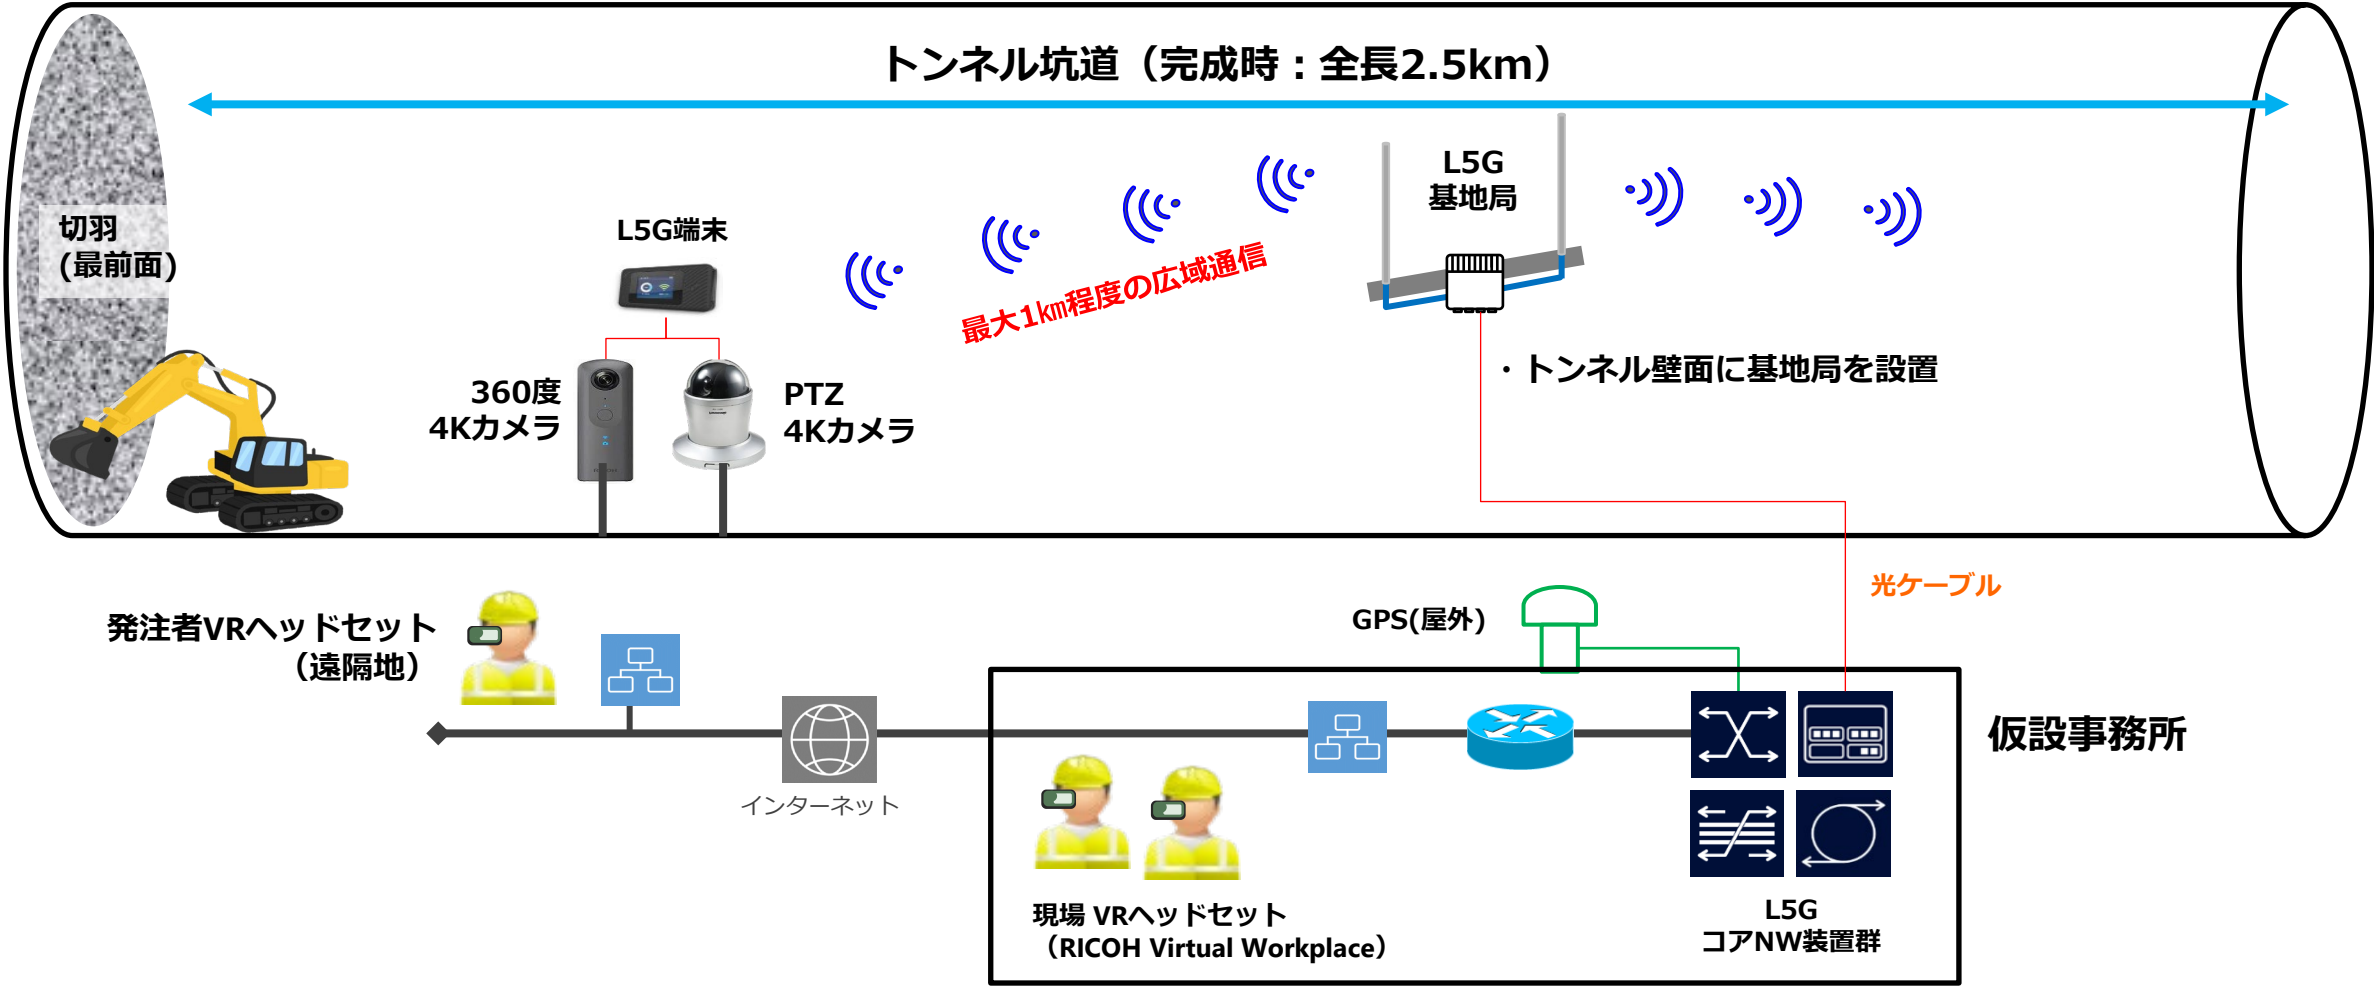 トンネル坑道（完成時：全長2.5km）
L5G
基地局
切羽
(最前面)
L5G端末
最大1㎞程度の広域通信
・トンネル壁面に基地局を設置
360度
4Kカメラ
PTZ
4Kカメラ
光ケーブル
発注者VRヘッドセット
（遠隔地）
GPS(屋外)
仮設事務所
インターネット
現場 VRヘッドセット
（RICOH Virtual Workplace）
L5G
コアNW装置群